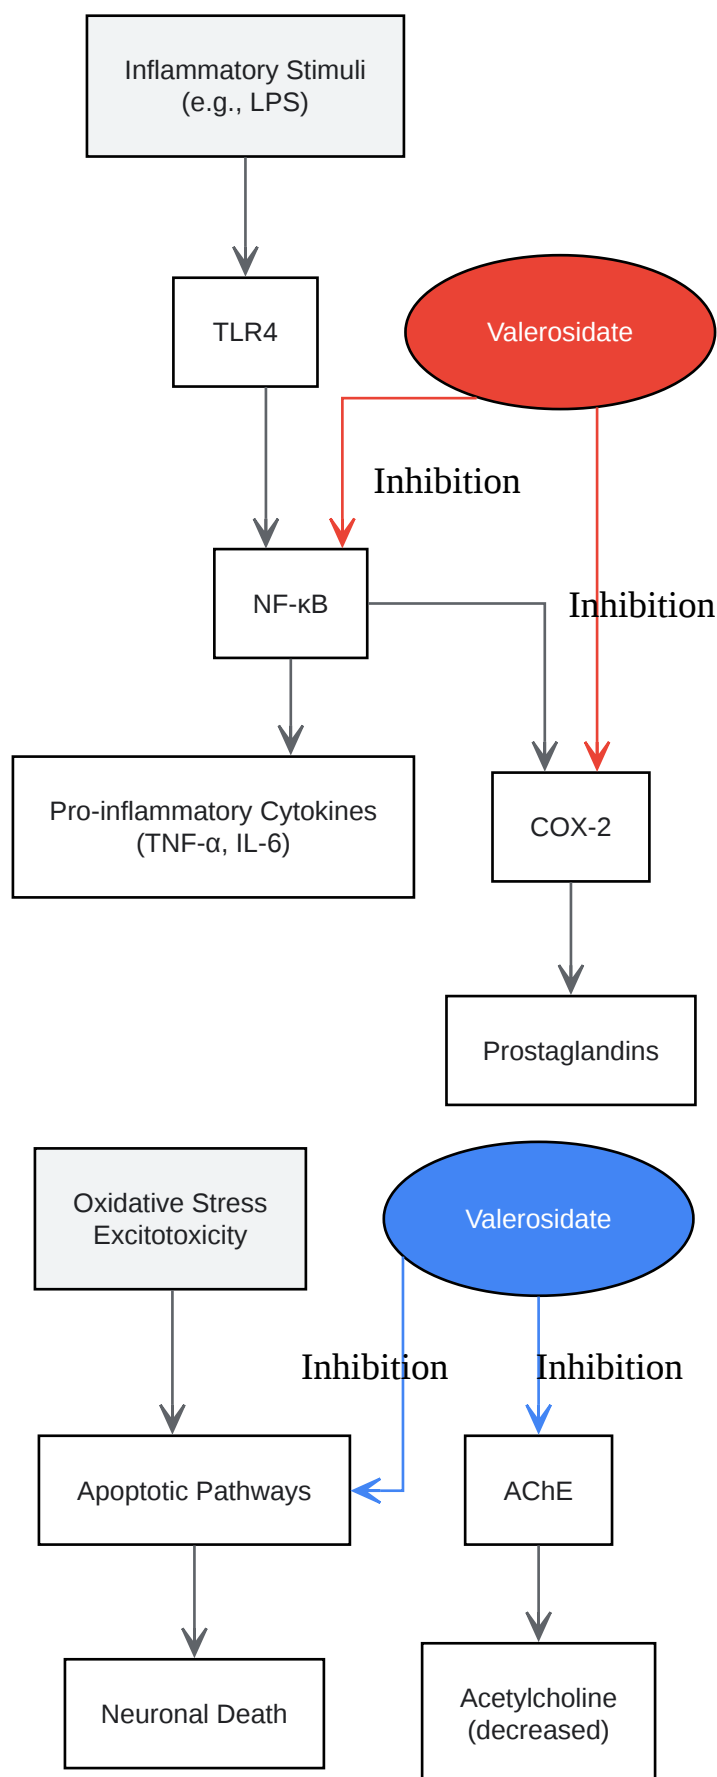 Inflammatory Stimuli
(e.g., LPS)
TLR4
Valerosidate
Inhibition
NF-κB
Inhibition
Pro-inflammatory Cytokines
(TNF-α, IL-6)
COX-2
Prostaglandins
Oxidative Stress
Excitotoxicity
Valerosidate
Inhibition
Inhibition
Apoptotic Pathways
AChE
Neuronal Death
Acetylcholine
(decreased)